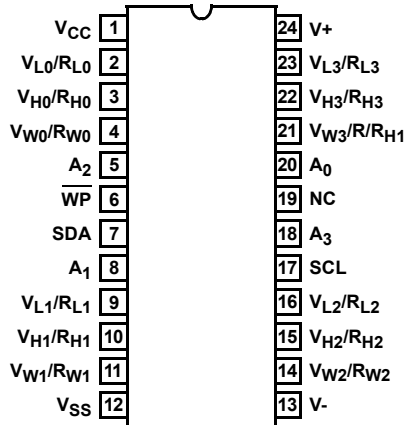 VCC 1 24 V+
VL0/RL0 2 23 VL3/RL3
VH0/RH0 3 22 VH3/RH3
VW0/RW0 4 21 VW3/R/RH1
A2 5 20 A0
WP 6 19 NC
SDA 7 18 A3
A1 8 17 SCL
VL1/RL1 9 16 VL2/RL2
VH1/RH1 10 15 VH2/RH2
VW1/RW1 11 14 VW2/RW2
VSS 12 13 V-